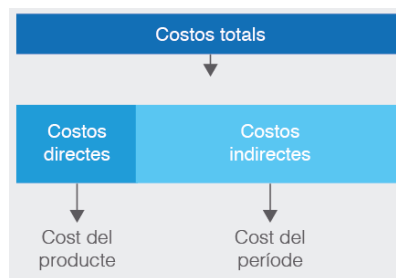 Costos totals
Costos
directes
Costos
indirectes
Cost del
producte
Cost del
període